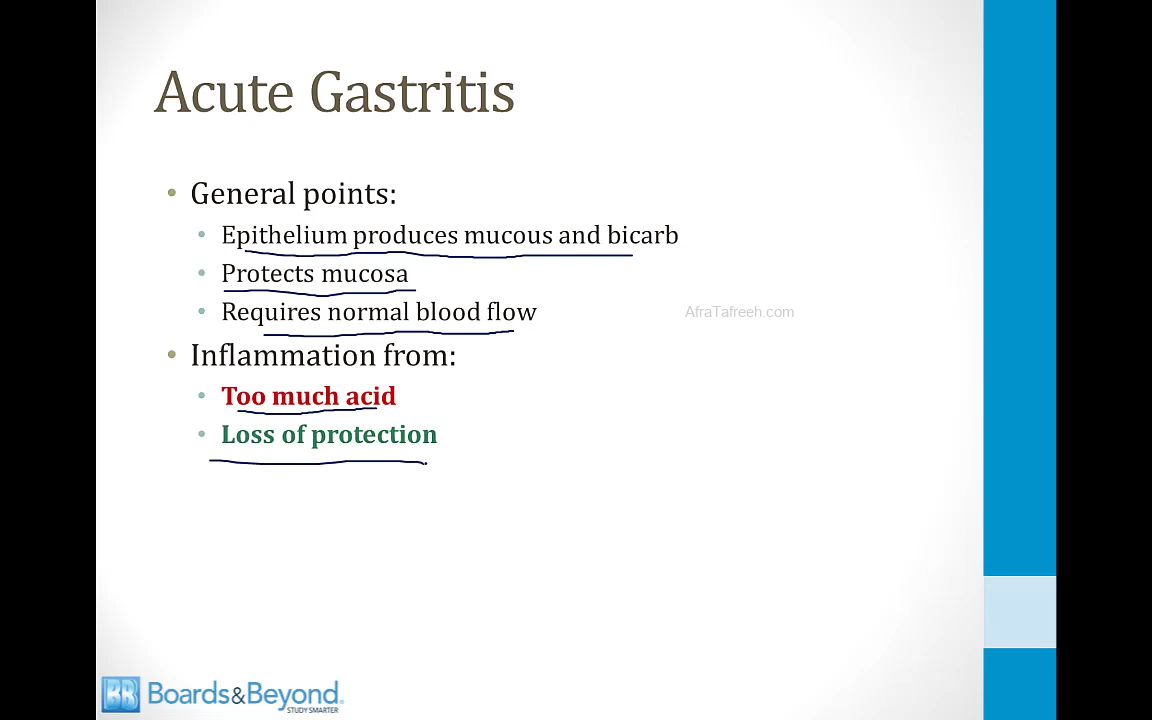 Acute Gastritis
• General points:
• Epithelium produces mucous and bicarb
• Protects mucosa
• Requires normal blood flow
AfraTafreeh.com
• Inflammation from:
• Too much acid
• Loss of protection
BB Boards&Beyond.
STUDY SMARTER